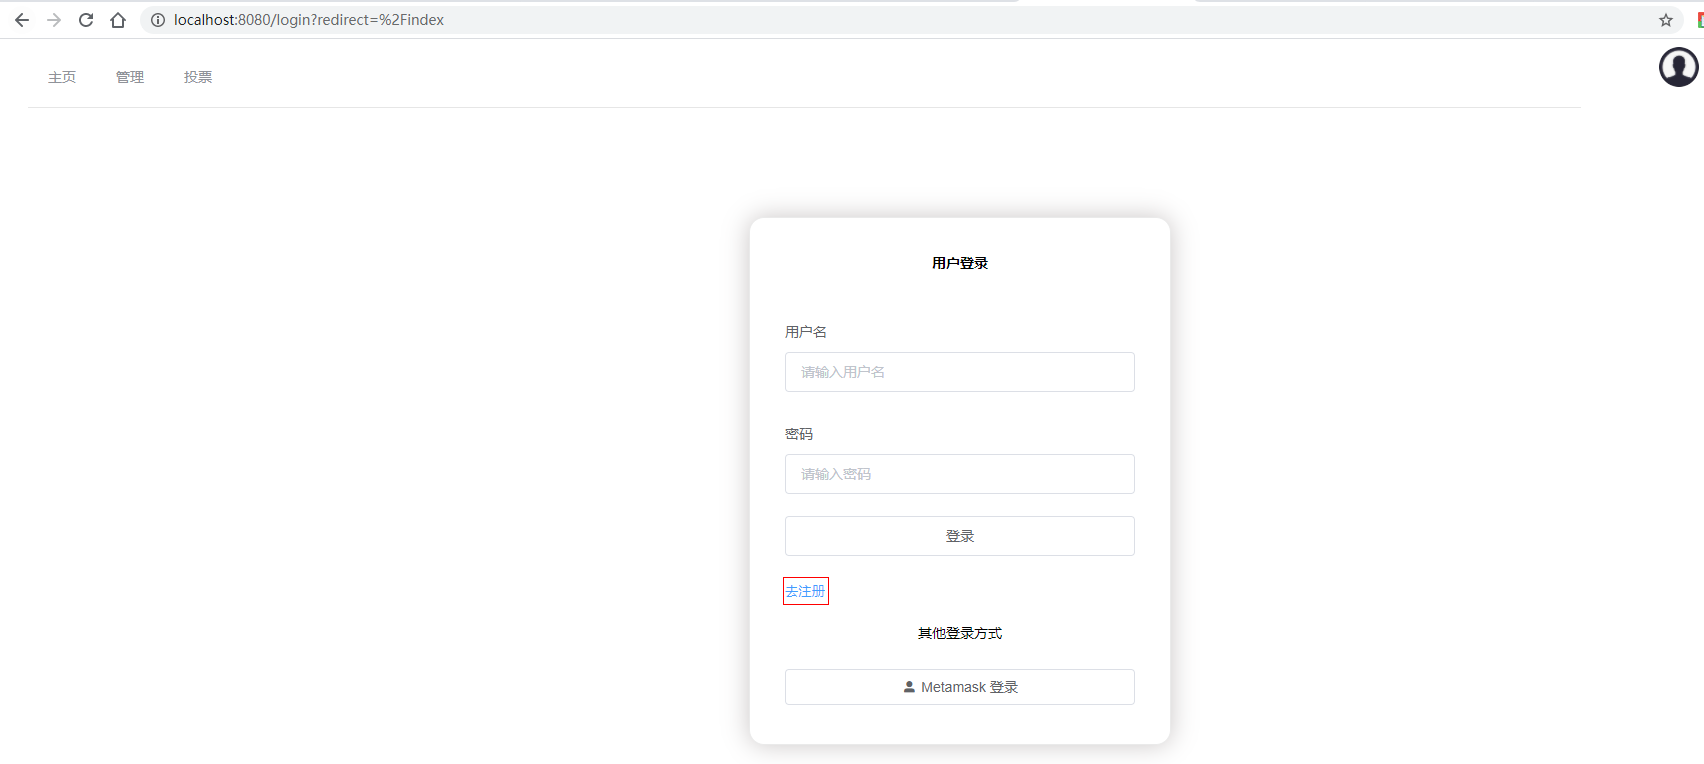 localhost:8080/login?redirect=%2Findex
主页 管理 投票
用户登录
用户名
请输入用户名
密码
请输入密码
登录
去注册
其他登录方式
Metamask 登录